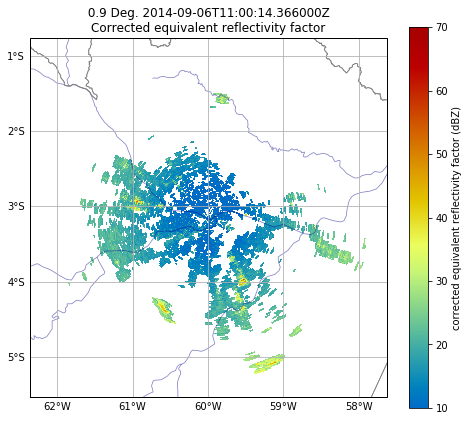 0.9 Deg. 2014-09-06T11:00:14.366000Z
Corrected equivalent reflectivity factor
1°S
2°S
3°S
4°S
5°S
62°W
61°W
60°W
59°W
58°W
70
60
50
40
30
20
10
corrected equivalent reflectivity factor (dBZ)